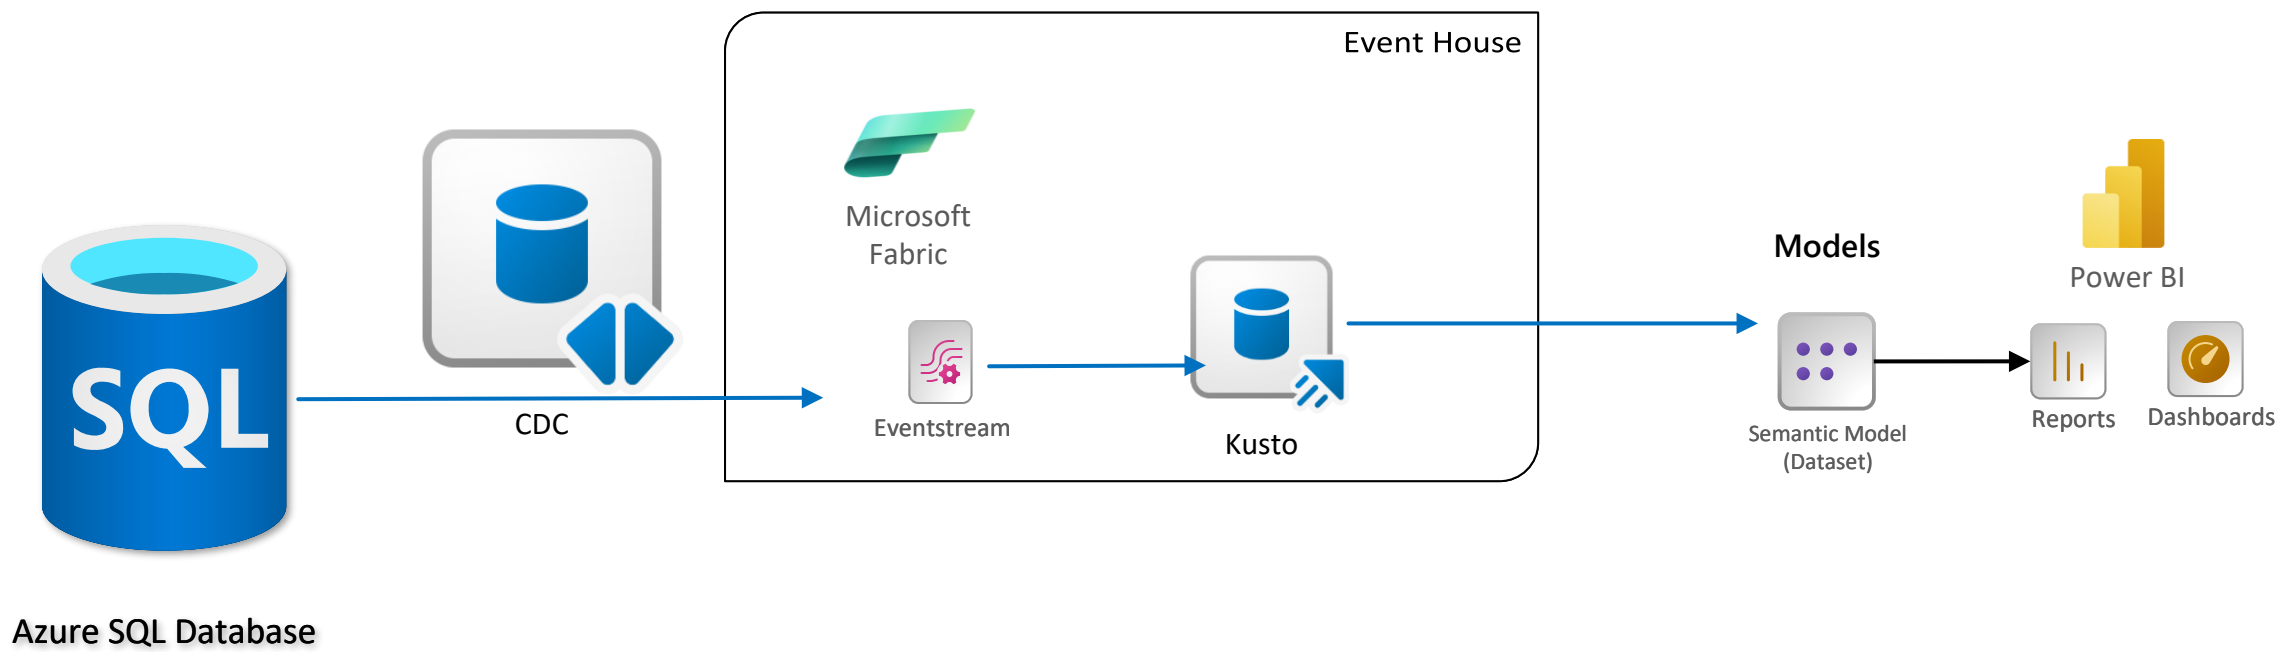 Event House
Microsoft
Fabric
Models
Power BI
SQL
CDC
Eventstream
Kusto
Semantic Model
(Dataset)
Reports
Dashboards
Azure SQL Database